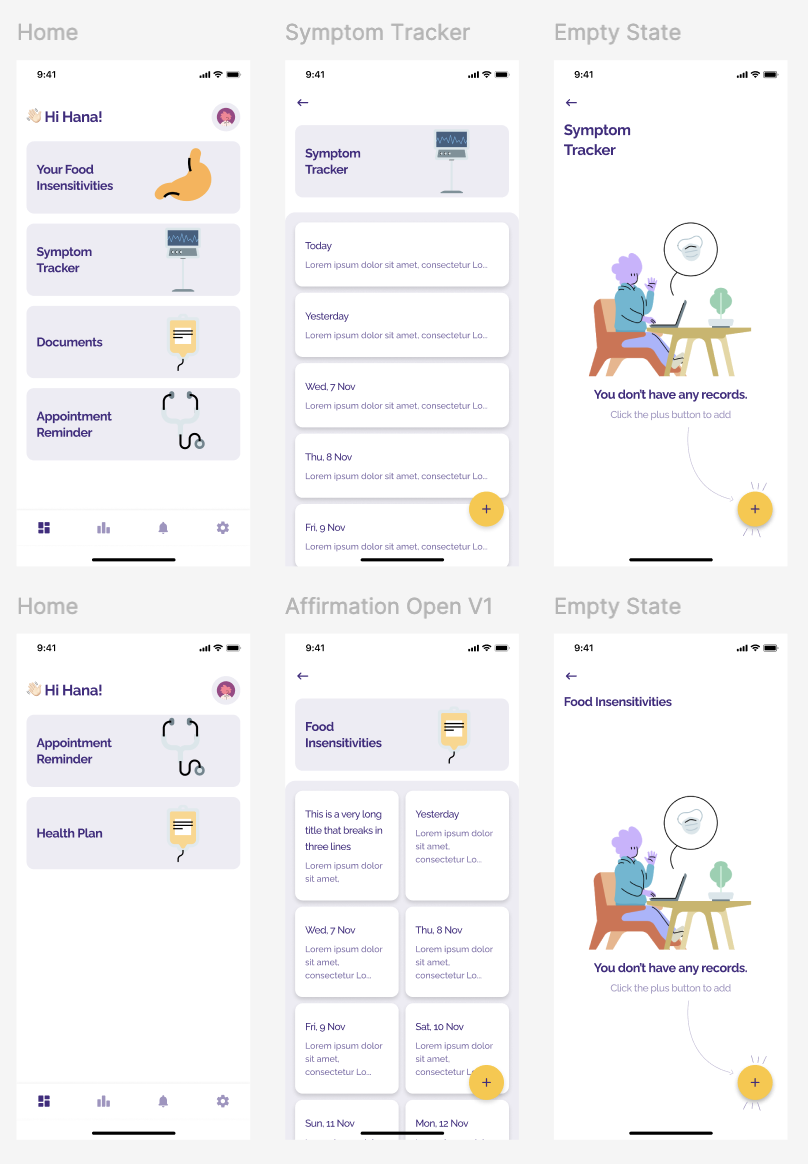 Home
9:41
Hi Hana!
Your Food
Insensitivities
Symptom
Tracker
Documents
Appointment
Reminder
Symptom Tracker
9:41
Symptom
Tracker
Today
Lorem ipsum dolor sit amet, consectetur Lo...
Yesterday
Lorem ipsum dolor sit amet, consectetur Lo...
Wed, 7 Nov
Lorem ipsum dolor sit amet, consectetur Lo...
Thu, 8 Nov
Lorem ipsum dolor sit amet, consectetur Lo...
Fri, 9 Nov
Lorem ipsum dolor sit amet, consectetur Lo...
+
Empty State
9:41
Symptom
Tracker
You don't have any records.
Click the plus button to add
+
Home
9:41
Hi Hana!
Appointment
Reminder
Health Plan
Affirmation Open V1
9:41
Food
Insensitivities
This is a very long
title that breaks in
three lines
Lorem ipsum dolor
sit amet,
Yesterday
Lorem ipsum dolor
sit amet,
consectetur Lo...
Wed, 7 Nov
Lorem ipsum dolor
sit amet,
consectetur Lo...
Thu, 8 Nov
Lorem ipsum dolor
sit amet,
consectetur Lo...
Fri, 9 Nov
Lorem ipsum dolor
sit amet,
consectetur Lo...
Sat, 10 Nov
Lorem ipsum dolor
sit amet,
consectetur
+
Sun, 11 Nov
Mon, 12 Nov
Empty State
9:41
Food Insensitivities
You don't have any records.
Click the plus button to add
+